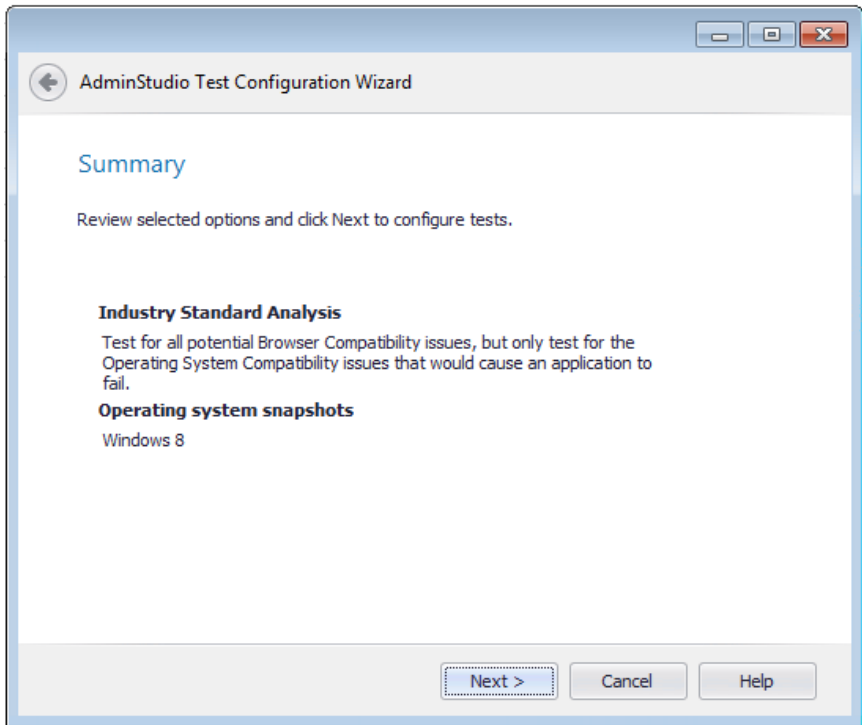 AdminStudio Test Configuration Wizard
Summary
Review selected options and click Next to configure tests.
Industry Standard Analysis
Test for all potential Browser Compatibility issues, but only test for the
Operating System Compatibility issues that would cause an application to
fail.
Operating system snapshots
Windows 8
Next >
Cancel
Help